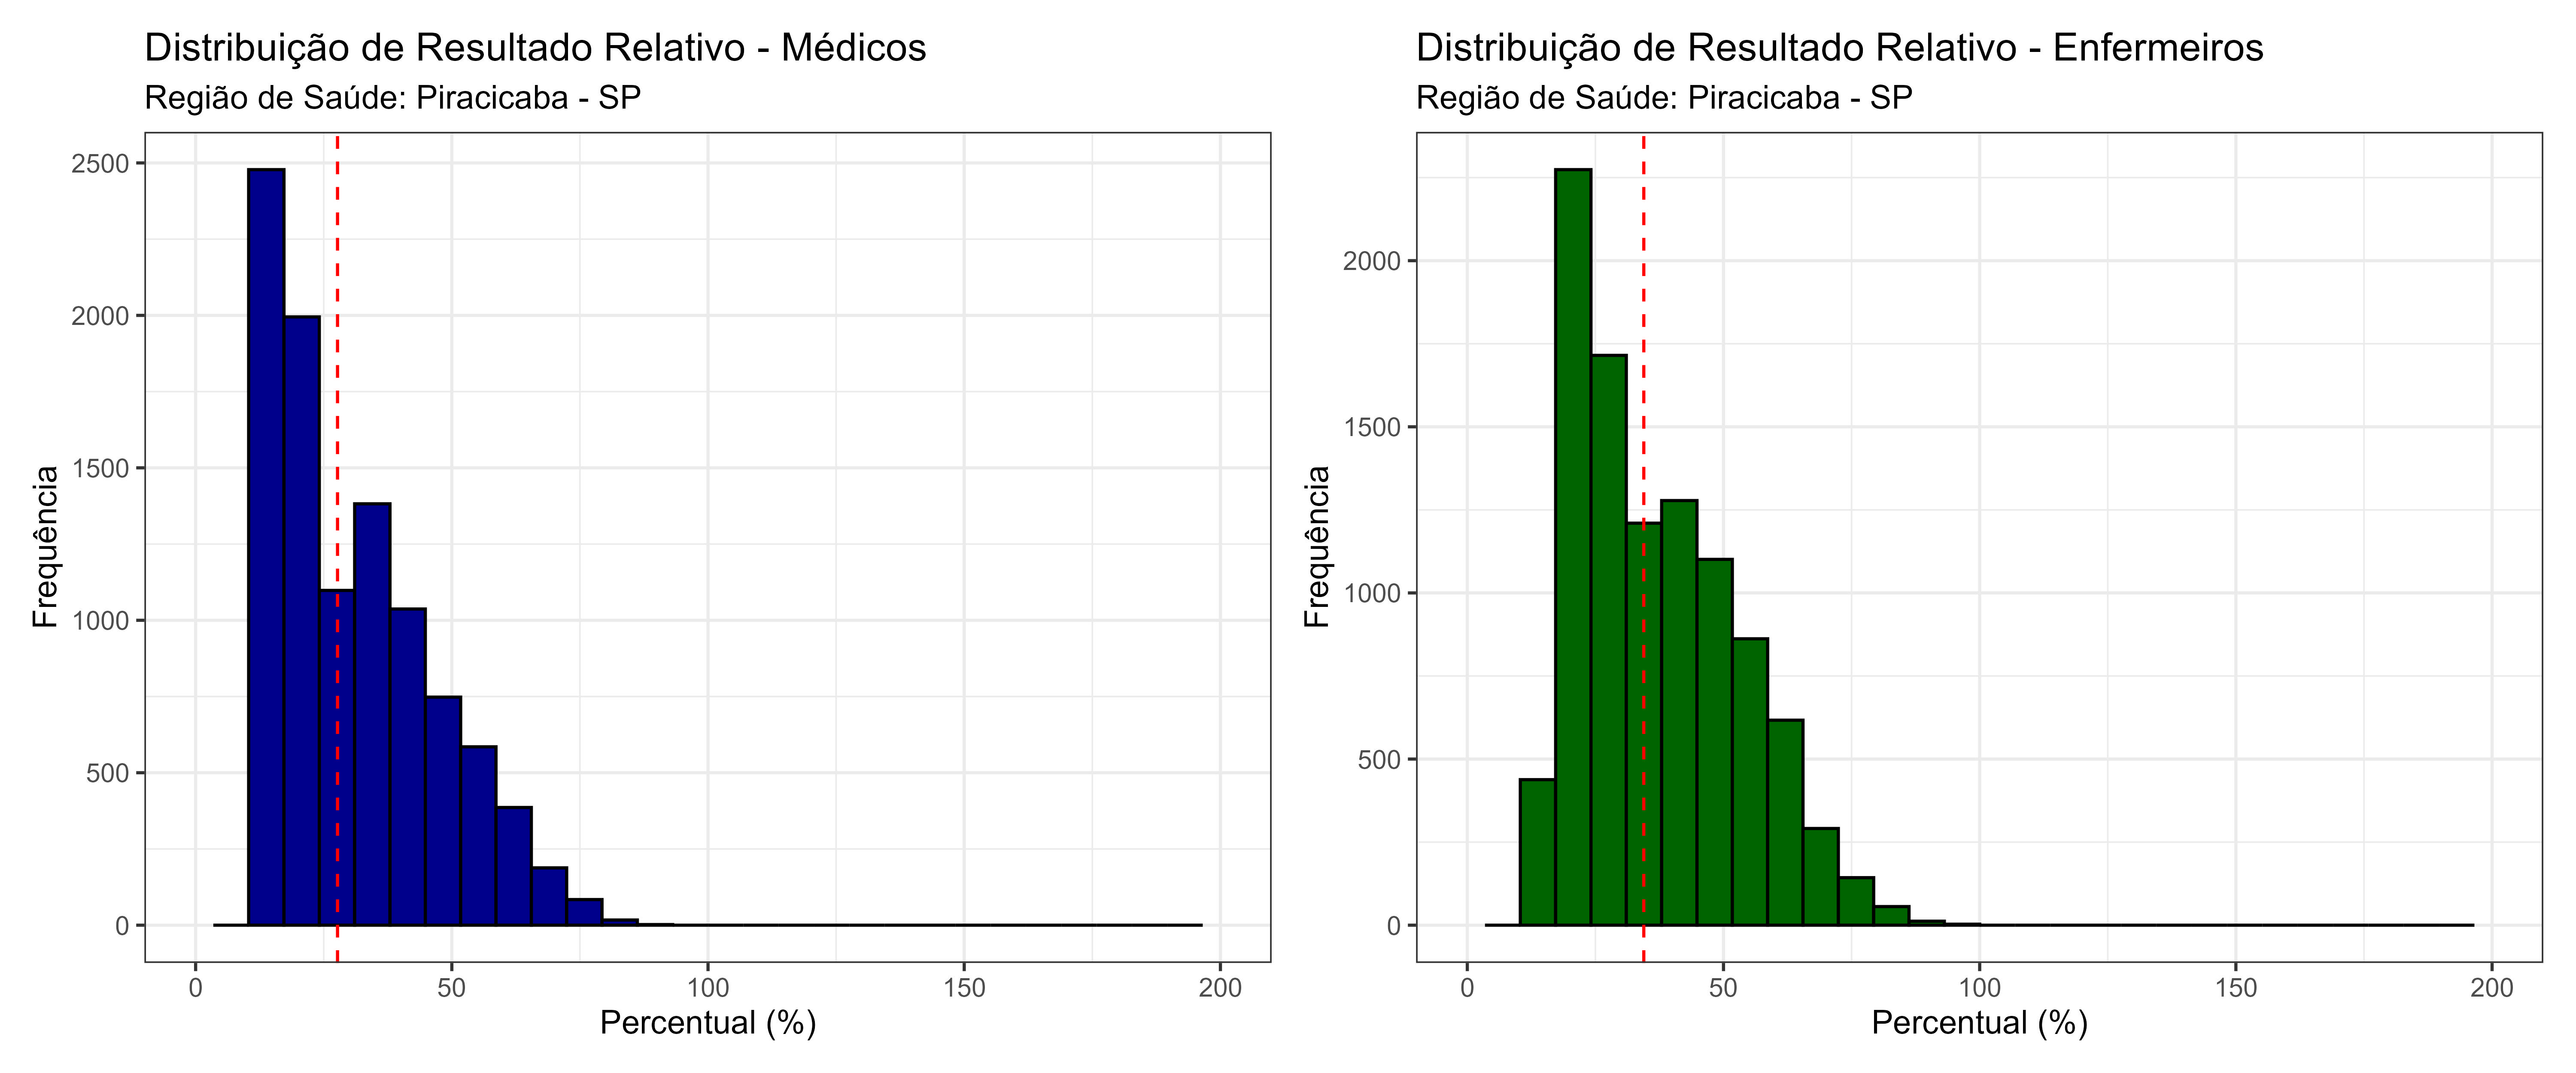 Distribuição de Resultado Relativo - Médicos
Região de Saúde: Piracicaba - SP
2500
2000
1500
1000
500
0
Frequência
0 50 100 150 200
Percentual (%)
Distribuição de Resultado Relativo - Enfermeiros
Região de Saúde: Piracicaba - SP
2000
1500
1000
500
0
Frequência
0 50 100 150 200
Percentual (%)